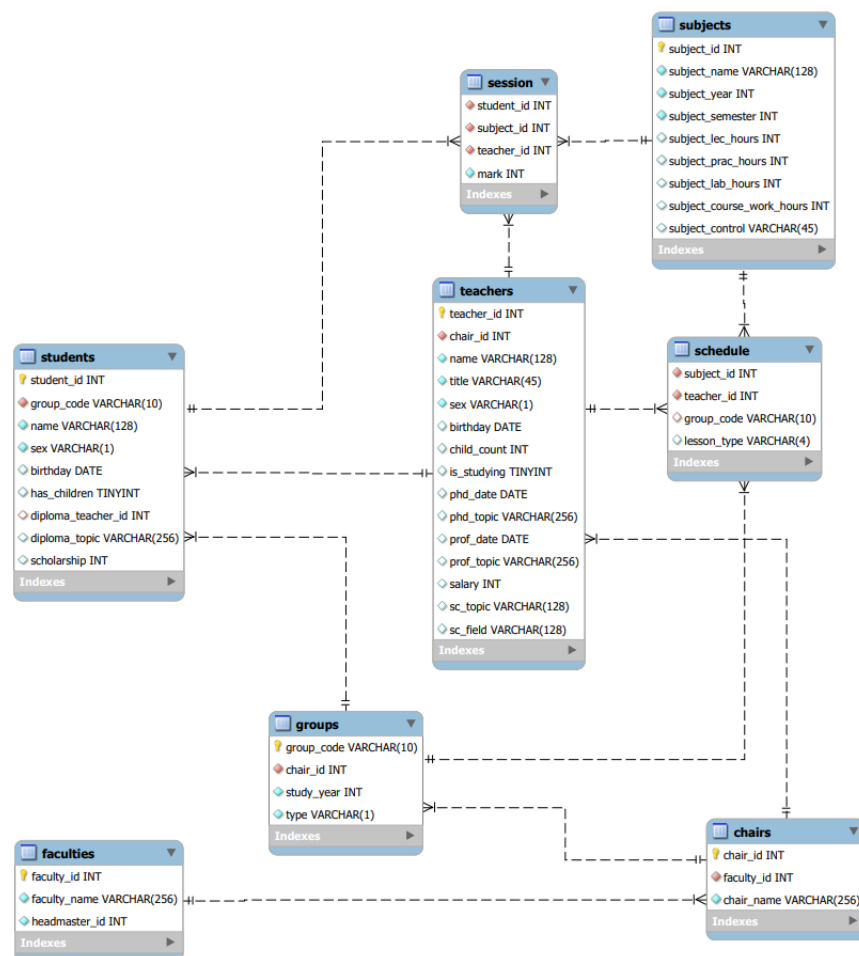 subjects
subject_id INT
subject_name VARCHAR(128)
subject_year INT
subject_semester INT
subject_lec_hours INT
subject_prac_hours INT
subject_lab_hours INT
subject_course_work_hours INT
subject_control VARCHAR(45)
Indexes
session
student_id INT
subject_id INT
teacher_id INT
mark INT
Indexes
teachers
teacher_id INT
chair_id INT
name VARCHAR(128)
title VARCHAR(45)
sex VARCHAR(1)
birthday DATE
child_count INT
is_studying TINYINT
phd_date DATE
phd_topic VARCHAR(256)
prof_date DATE
prof_topic VARCHAR(256)
salary INT
sc_topic VARCHAR(128)
sc_field VARCHAR(128)
Indexes
schedule
subject_id INT
teacher_id INT
group_code VARCHAR(10)
lesson_type VARCHAR(4)
Indexes
students
student_id INT
group_code VARCHAR(10)
name VARCHAR(128)
sex VARCHAR(1)
birthday DATE
has_children TINYINT
diploma_teacher_id INT
diploma_topic VARCHAR(256)
scholarship INT
Indexes
groups
group_code VARCHAR(10)
chair_id INT
study_year INT
type VARCHAR(1)
Indexes
faculties
faculty_id INT
faculty_name VARCHAR(256)
headmaster_id INT
Indexes
chairs
chair_id INT
faculty_id INT
chair_name VARCHAR(256)
Indexes